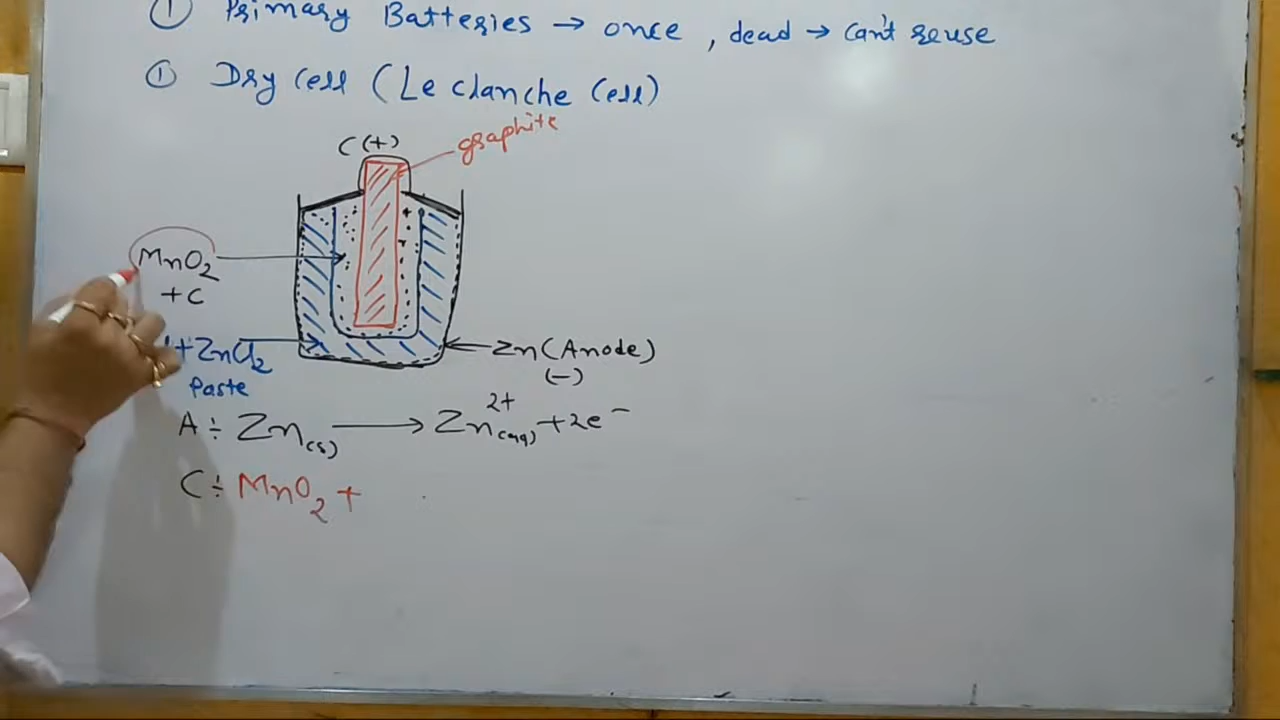 ① Primary Batteries → once, dead → can't reuse
① Dry cell (Le clanche Cell)
C (+)
graphite
MnO2
+ C
+ZnCl2
Paste
Zn (Anode)
(-)
A ÷ Zn(s) ⟶ Zn2+(aq) + 2e-
C ÷ MnO2 +